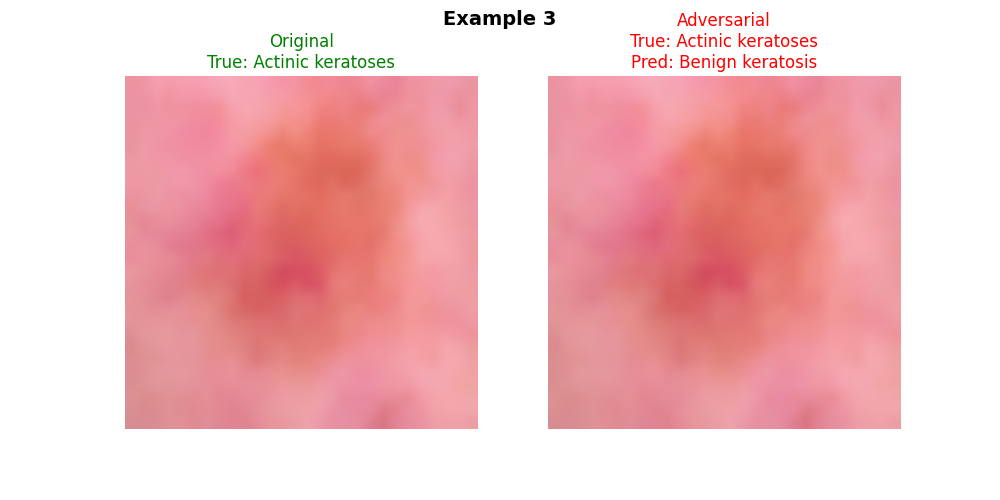 Example 3
Original
True: Actinic keratoses
Adversarial
True: Actinic keratoses
Pred: Benign keratosis